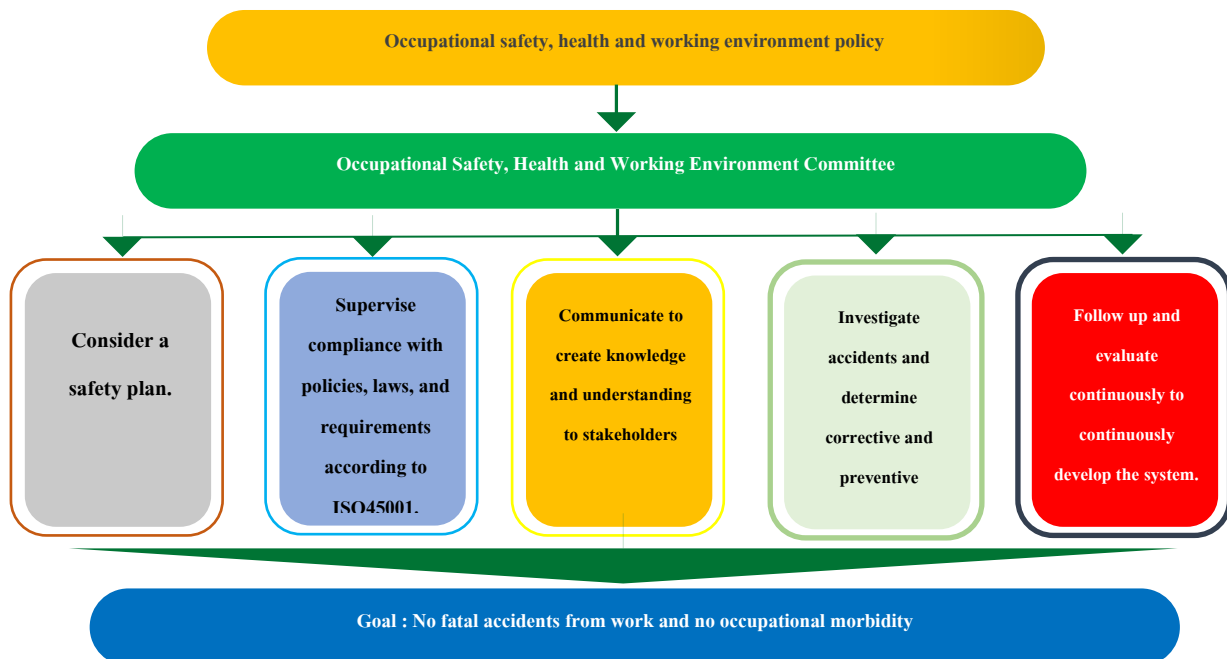 Occupational safety, health and working environment policy
Occupational Safety, Health and Working Environment Committee
Consider a
safety plan.
Supervise
compliance with
policies, laws, and
requirements
according to
ISO45001.
Communicate to
create knowledge
and understanding
to stakeholders
Investigate
accidents and
determine
corrective and
preventive
Follow up and
evaluate
continuously to
continuously
develop the system.
Goal : No fatal accidents from work and no occupational morbidity